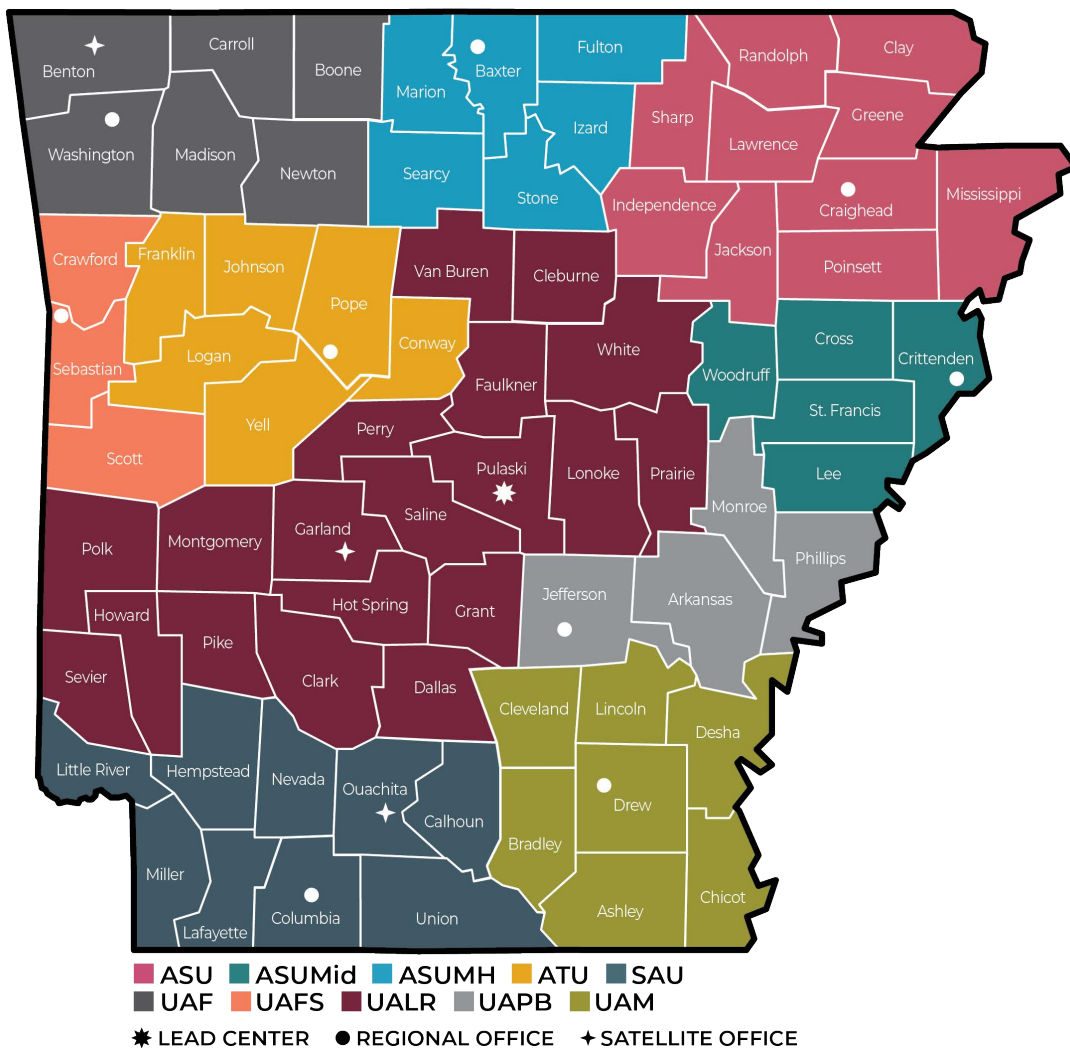 Carroll
Clay
Fulton
Randolph
Benton
Boone
Baxter
Marion
Greene
Sharp
Izard
Lawrence
Washington
Madison
Newton
Searcy
Stone
Independence
Craighead
Mississippi
Crawford
Franklin
Johnson
Van Buren
Cleburne
Jackson
Poinsett
Pope
Logan
Conway
White
Cross
Crittenden
Sebastian
Woodruff
Faulkner
St. Francis
Yell
Perry
Scott
Pulaski
Lonoke
Prairie
Lee
Saline
Monroe
Garland
Montgomery
Polk
Phillips
Jefferson
Arkansas
Hot Spring
Grant
Howard
Pike
Sevier
Clark
Dallas
Cleveland
Lincoln
Desha
Little River
Hempstead
Nevada
Ouachita
Drew
Calhoun
Bradley
Miller
Chicot
Ashley
Columbia
Union
Lafayette
ASU ASUMid ASUMH ATU SAU
UAF UAFS UALR UAPB UAM
LEAD CENTER REGIONAL OFFICE SATELLITE OFFICE